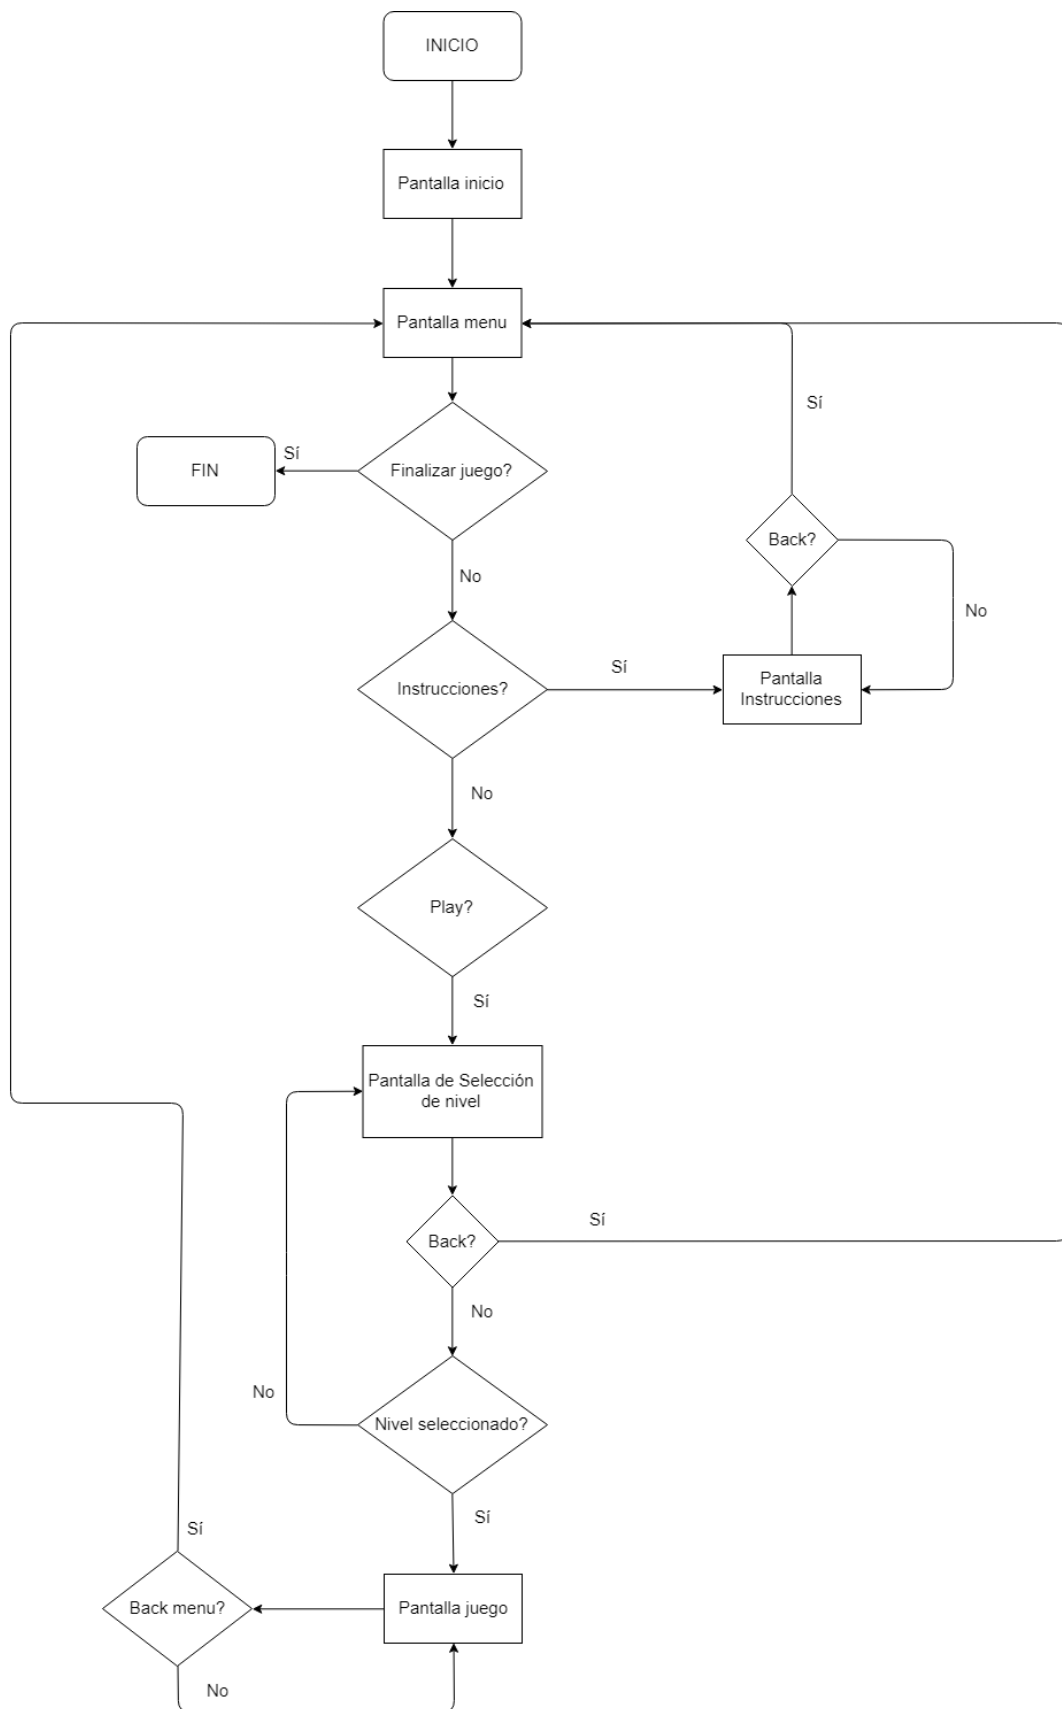 INICIO
Pantalla inicio
Pantalla menu
Sí
Sí
FIN
Finalizar juego?
Back?
No
No
Sí
Instrucciones?
Pantalla
Instrucciones
No
Play?
Sí
Pantalla de Selección
de nivel
Sí
Back?
No
No
Nivel seleccionado?
Sí
Sí
Back menu?
Pantalla juego
No